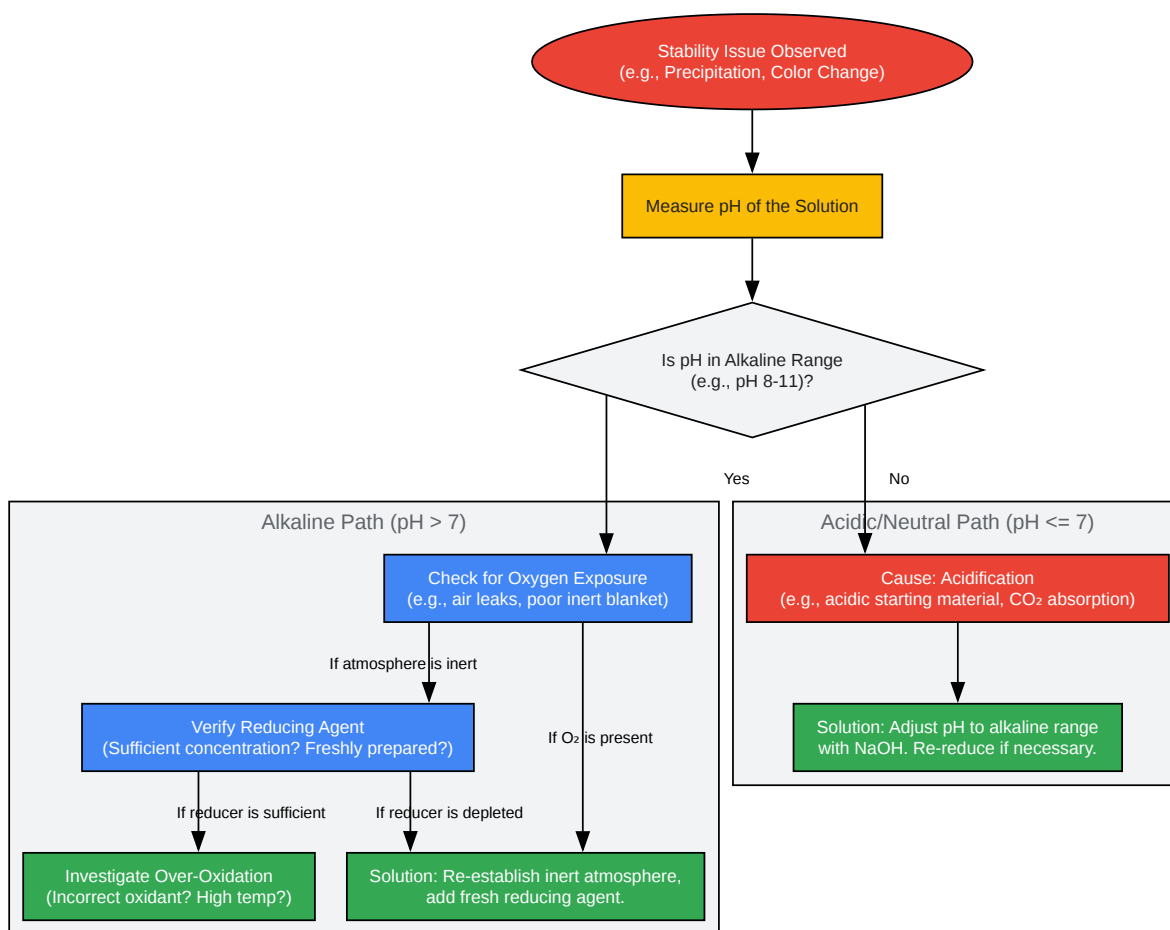 Stability Issue Observed
(e.g., Precipitation, Color Change)
Measure pH of the Solution
Is pH in Alkaline Range
(e.g., pH 8-11)?
Yes
No
Alkaline Path (pH > 7)
Acidic/Neutral Path (pH <= 7)
Check for Oxygen Exposure
(e.g., air leaks, poor inert blanket)
Cause: Acidification
(e.g., acidic starting material, CO₂ absorption)
If atmosphere is inert
Verify Reducing Agent
(Sufficient concentration? Freshly prepared?)
If O₂ is present
Solution: Adjust pH to alkaline range
with NaOH. Re-reduce if necessary.
If reducer is sufficient
If reducer is depleted
Investigate Over-Oxidation
(Incorrect oxidant? High temp?)
Solution: Re-establish inert atmosphere,
add fresh reducing agent.